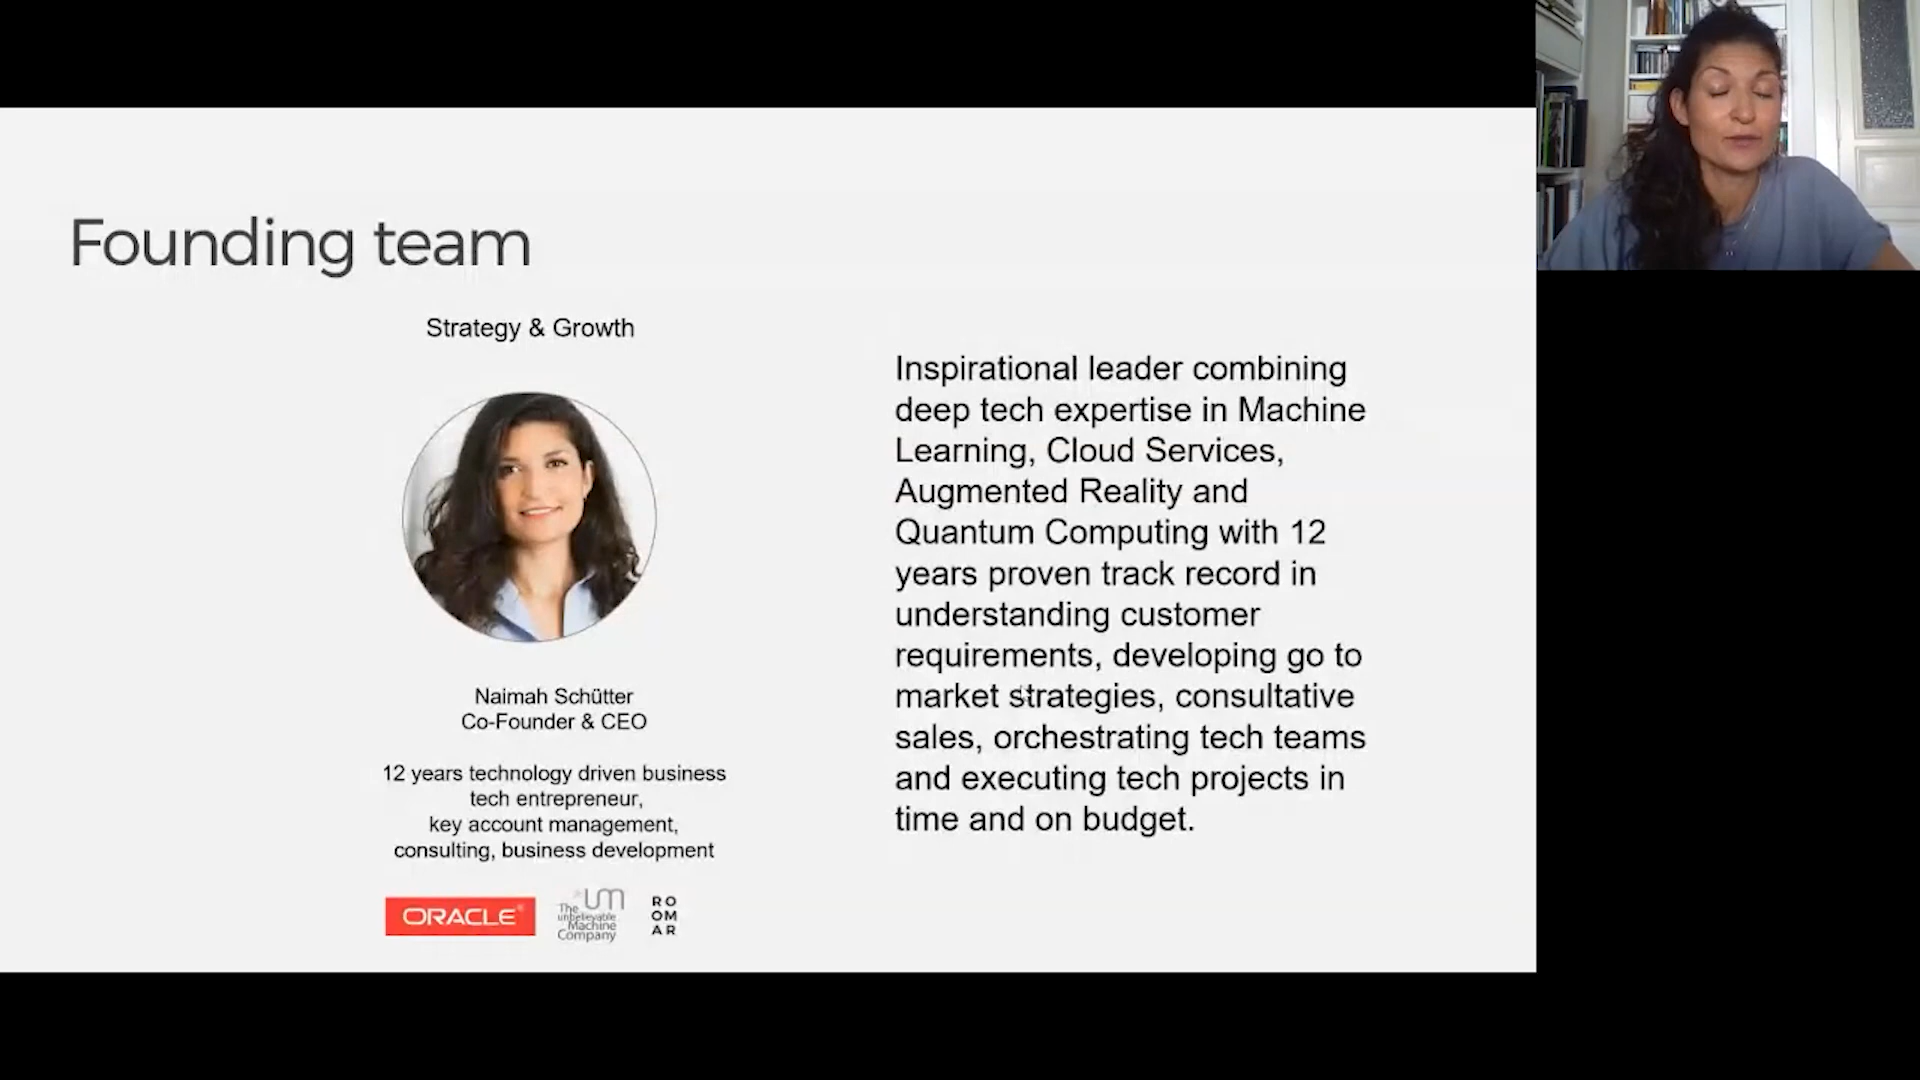 Founding team
Strategy & Growth
Naimah Schütter
Co-Founder & CEO
12 years technology driven business
tech entrepreneur,
key account management,
consulting, business development
ORACLE®
um
The
unbelievable
Machine
Company
RO
OM
AR
Inspirational leader combining
deep tech expertise in Machine
Learning, Cloud Services,
Augmented Reality and
Quantum Computing with 12
years proven track record in
understanding customer
requirements, developing go to
market strategies, consultative
sales, orchestrating tech teams
and executing tech projects in
time and on budget.